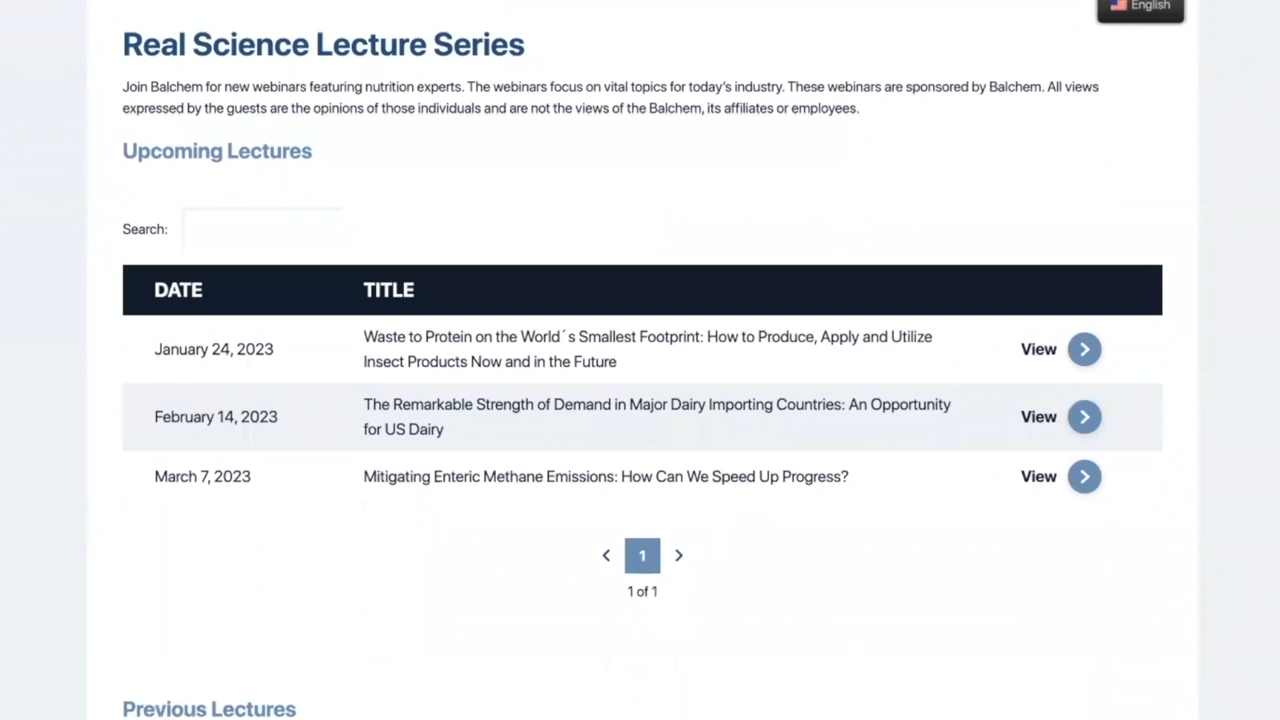 English
Real Science Lecture Series
Join Balchem for new webinars featuring nutrition experts. The webinars focus on vital topics for today's industry. These webinars are sponsored by Balchem. All views
expressed by the guests are the opinions of those individuals and are not the views of the Balchem, its affiliates or employees.
Upcoming Lectures
Search:
DATE TITLE
January 24, 2023 Waste to Protein on the World´s Smallest Footprint: How to Produce, Apply and Utilize
Insect Products Now and in the Future View
February 14, 2023 The Remarkable Strength of Demand in Major Dairy Importing Countries: An Opportunity
for US Dairy View
March 7, 2023 Mitigating Enteric Methane Emissions: How Can We Speed Up Progress? View
1
1 of 1
Previous Lectures